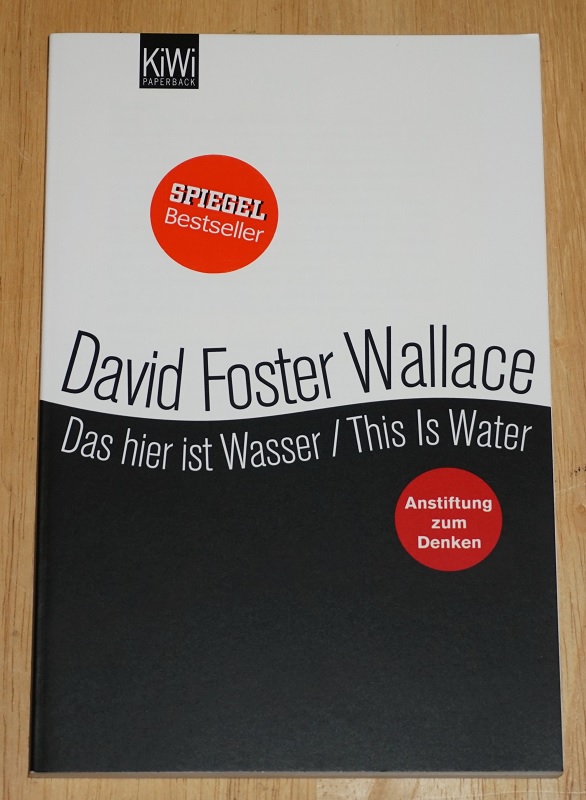 KiWi
PAPERBACK
SPIEGEL
Bestseller
David Foster Wallace
Das hier ist Wasser / This Is Water
Anstiftung
zum
Denken